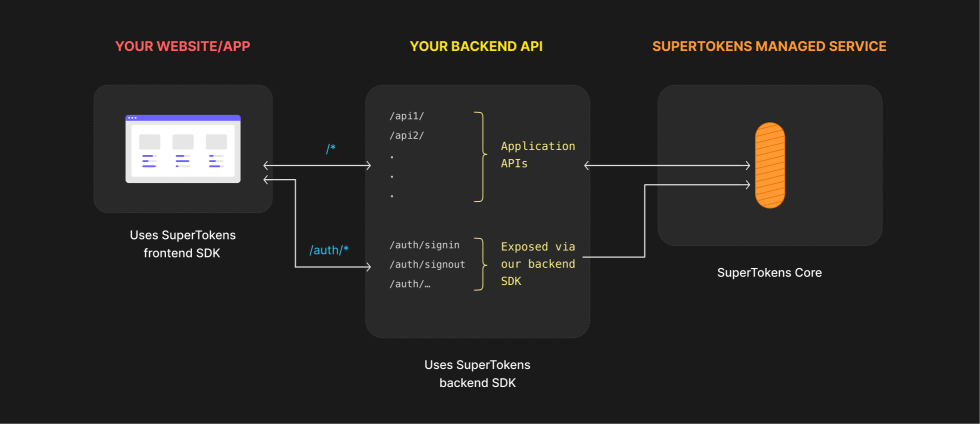 YOUR WEBSITE/APP
YOUR BACKEND API
SUPERTOKENS MANAGED SERVICE
/*
/auth/*
Uses SuperTokens
frontend SDK
/api1/
/api2/
.
.
.
Application
APIs
/auth/signin
/auth/signout
/auth/…
Exposed via
our backend
SDK
Uses SuperTokens
backend SDK
SuperTokens Core